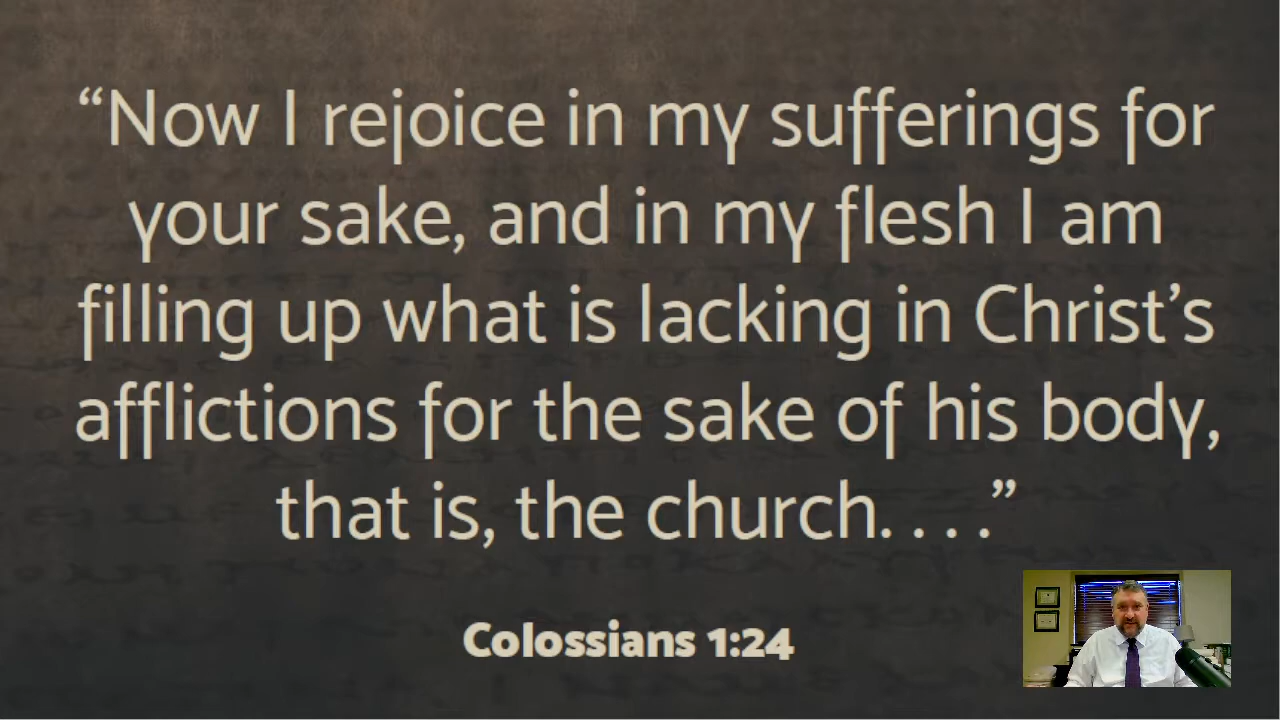 “Now I rejoice in my sufferings for
your sake, and in my flesh I am
filling up what is lacking in Christ’s
afflictions for the sake of his body,
that is, the church. . . .”
Colossians 1:24